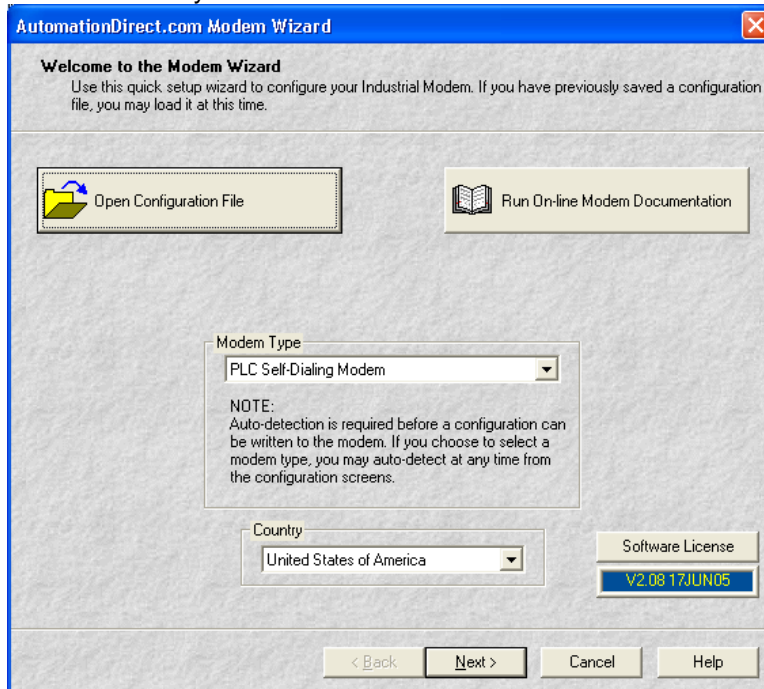 AutomationDirect.com Modem Wizard
Welcome to the Modem Wizard
Use this quick setup wizard to configure your Industrial Modem. If you have previously saved a configuration
file, you may load it at this time.
Open Configuration File
Run On-line Modem Documentation
Modem Type
PLC Self-Dialing Modem
NOTE:
Auto-detection is required before a configuration can
be written to the modem. If you choose to select a
modem type, you may auto-detect at any time from
the configuration screens.
Country
United States of America
Software License
V2.08 17JUN05
< Back
Next >
Cancel
Help